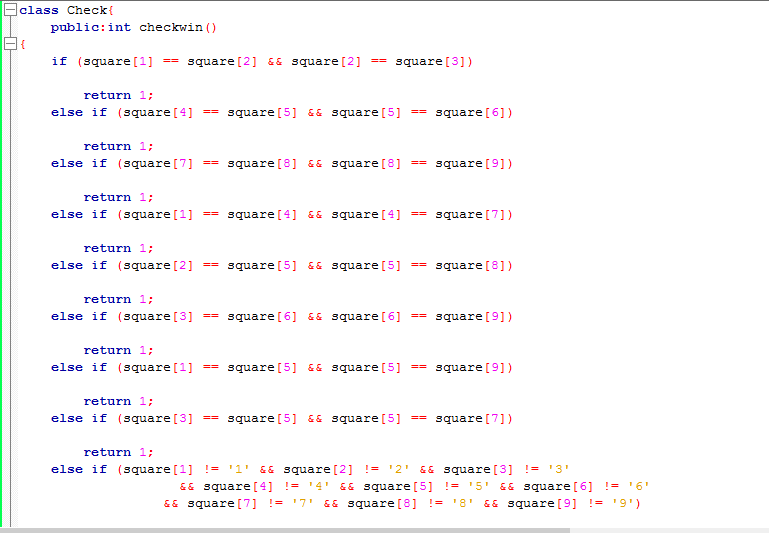 class Check{
public:int checkwin()
{
if (square[1] == square[2] && square[2] == square[3])
return 1;
else if (square[4] == square[5] && square[5] == square[6])
return 1;
else if (square[7] == square[8] && square[8] == square[9])
return 1;
else if (square[1] == square[4] && square[4] == square[7])
return 1;
else if (square[2] == square[5] && square[5] == square[8])
return 1;
else if (square[3] == square[6] && square[6] == square[9])
return 1;
else if (square[1] == square[5] && square[5] == square[9])
return 1;
else if (square[3] == square[5] && square[5] == square[7])
return 1;
else if (square[1] != '1' && square[2] != '2' && square[3] != '3'
&& square[4] != '4' && square[5] != '5' && square[6] != '6'
&& square[7] != '7' && square[8] != '8' && square[9] != '9')